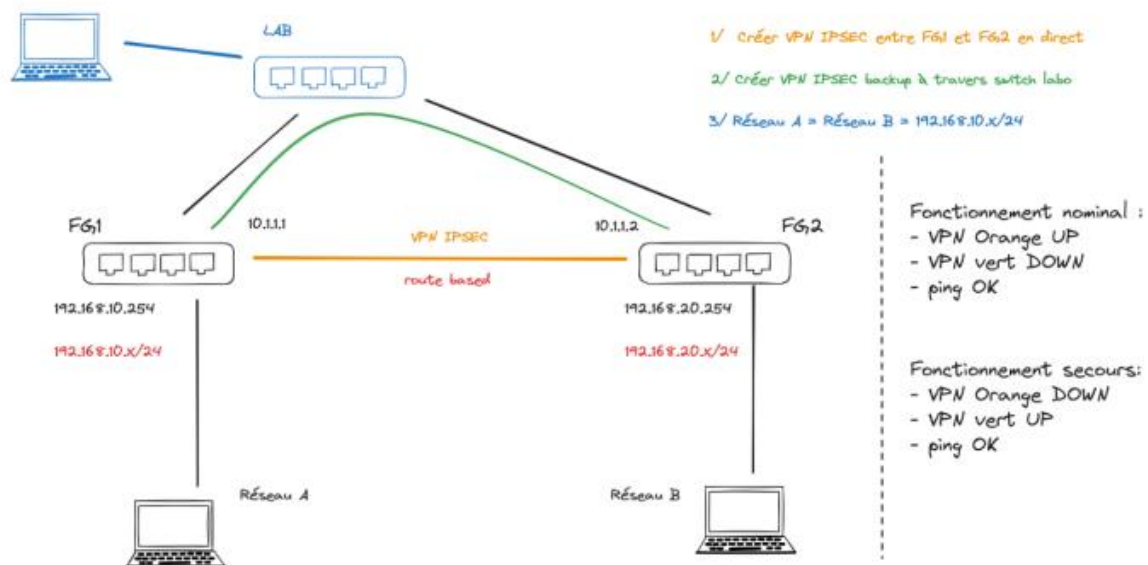 LAB
1/ Créer VPN IPSEC entre FG1 et FG2 en direct
2/ Créer VPN IPSEC backup à travers switch labo
3/ Réseau A = Réseau B = 192.168.10.x/24
FG1
10.1.1.1
VPN IPSEC
10.1.1.2
FG2
route based
192.168.10.254
192.168.10.x/24
192.168.20.254
192.168.20.x/24
Réseau A
Réseau B
Fonctionnement nominal :
- VPN Orange UP
- VPN vert DOWN
- ping OK
Fonctionnement secours:
- VPN Orange DOWN
- VPN vert UP
- ping OK